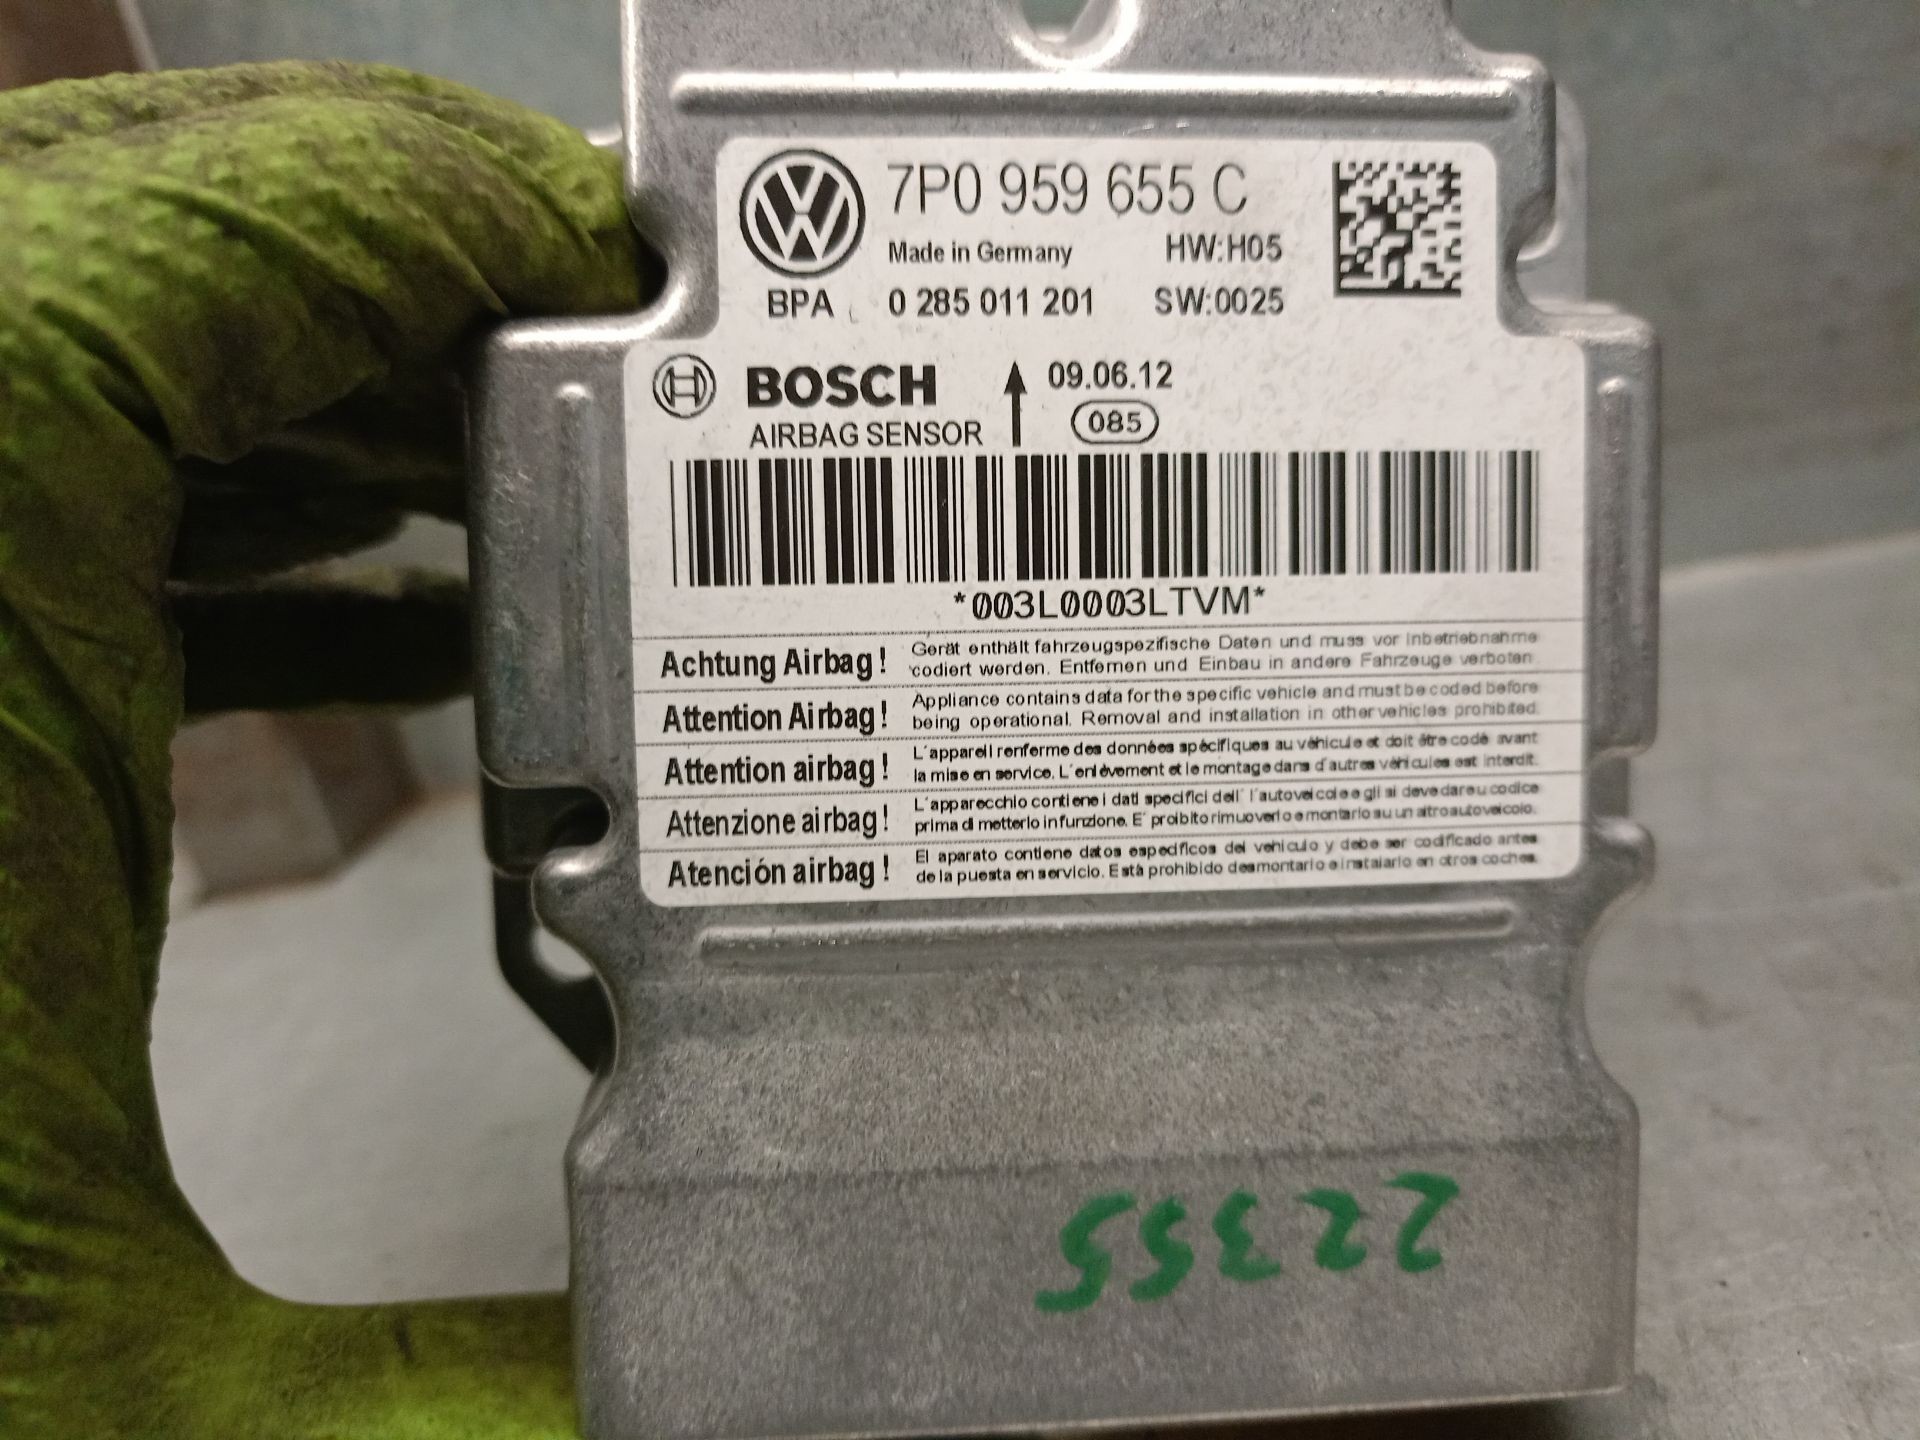 7P0 959 655 C
Made in Germany HW:H05
BPA 0 285 011 201 SW:0025
BOSCH 09.06.12
AIRBAG SENSOR 085
*003L0003LTVM*
Achtung Airbag! Gerät enthält fahrzeugspezifische Daten und muss vor Inbetriebnahme
codiert werden. Entfernen und Einbau in andere Fahrzeuge verboten.
Attention Airbag! Appliance contains data for the specific vehicle and must be coded before
being operational. Removal and installation in other vehicles prohibited.
Attention airbag! L'appareil renferme des données spécifiques au véhicule et doit être codé avant
la mise en service. L'enlèvement et le montage dans d'autres véhicules est interdit.
Attenzione airbag! L'apparecchio contiene i dati specifici dell' l'autoveicolo e gli si deve dare u codice
prima di metterlo in funzione. E' proibito rimuoverlo e montarlo su un altro autoveicolo.
Atención airbag! El aparato contiene datos específicos del vehículo y debe ser codificado antes
de la puesta en servicio. Está prohibido desmontarlo e instalarlo en otros coches.
22355